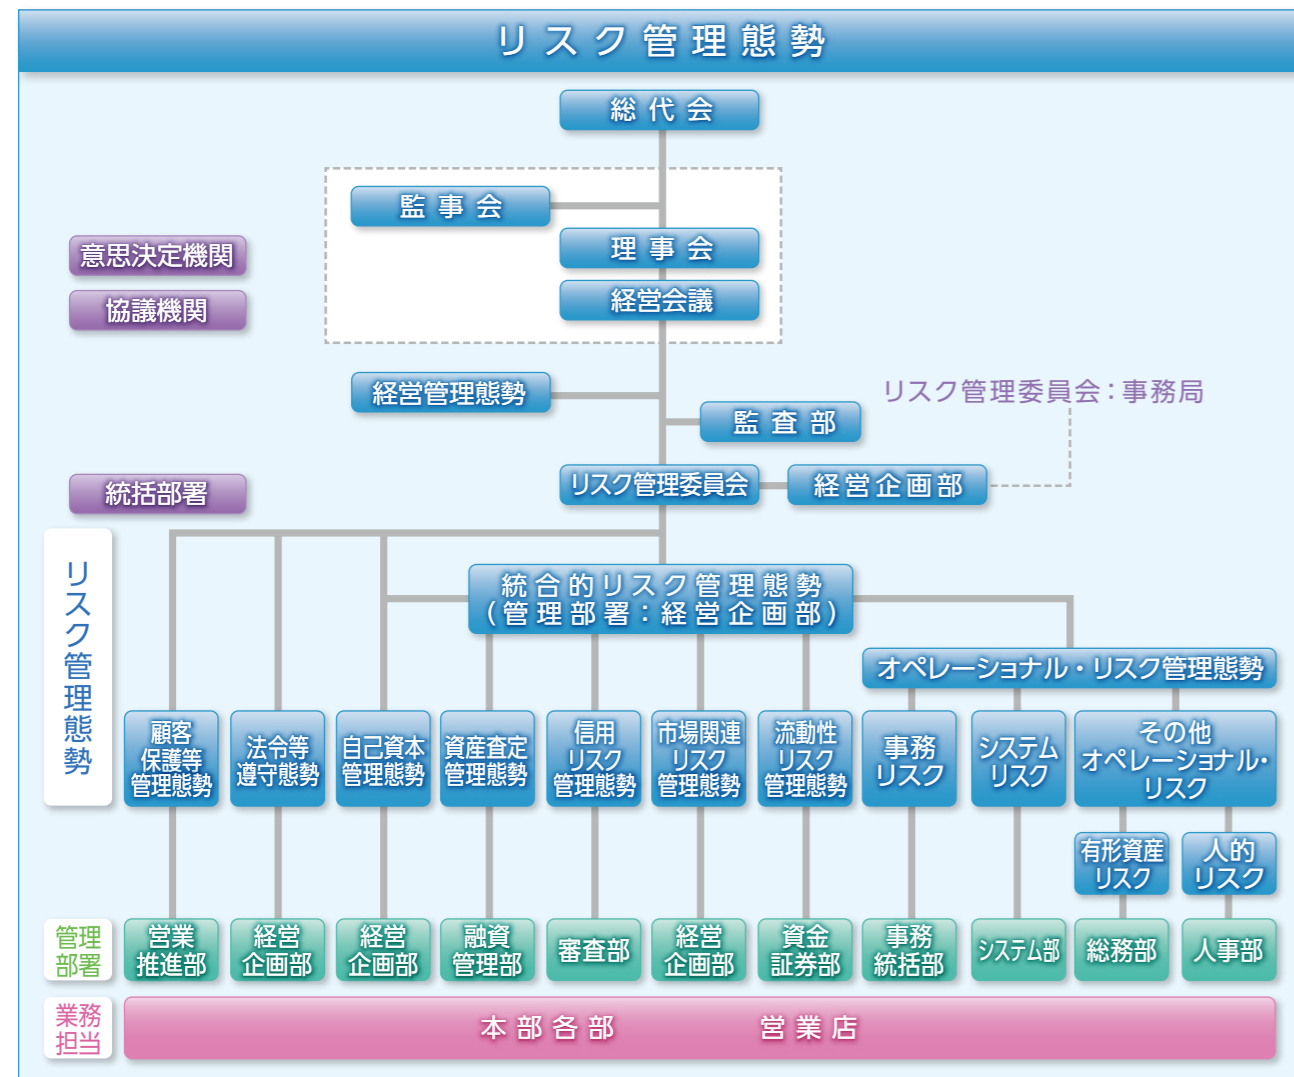 リスク管理態勢
総代会
監事会
理事会
意思決定機関
経営会議
協議機関
経営管理態勢
リスク管理委員会：事務局
監査部
リスク管理委員会
経営企画部
統括部署
リスク管理態勢
統合的リスク管理態勢
（管理部署：経営企画部）
オペレーショナル・リスク管理態勢
顧客
保護等
管理態勢
法令等
遵守態勢
自己資本
管理態勢
資産査定
管理態勢
信用
リスク
管理態勢
市場関連
リスク
管理態勢
流動性
リスク
管理態勢
事務
リスク
システム
リスク
その他
オペレーショナル・
リスク
有形資産
リスク
人的
リスク
管理
部署
営業
推進部
経営
企画部
経営
企画部
融資
管理部
審査部
経営
企画部
資金
証券部
事務
統括部
システム部
総務部
人事部
業務
担当
本部各部　営業店